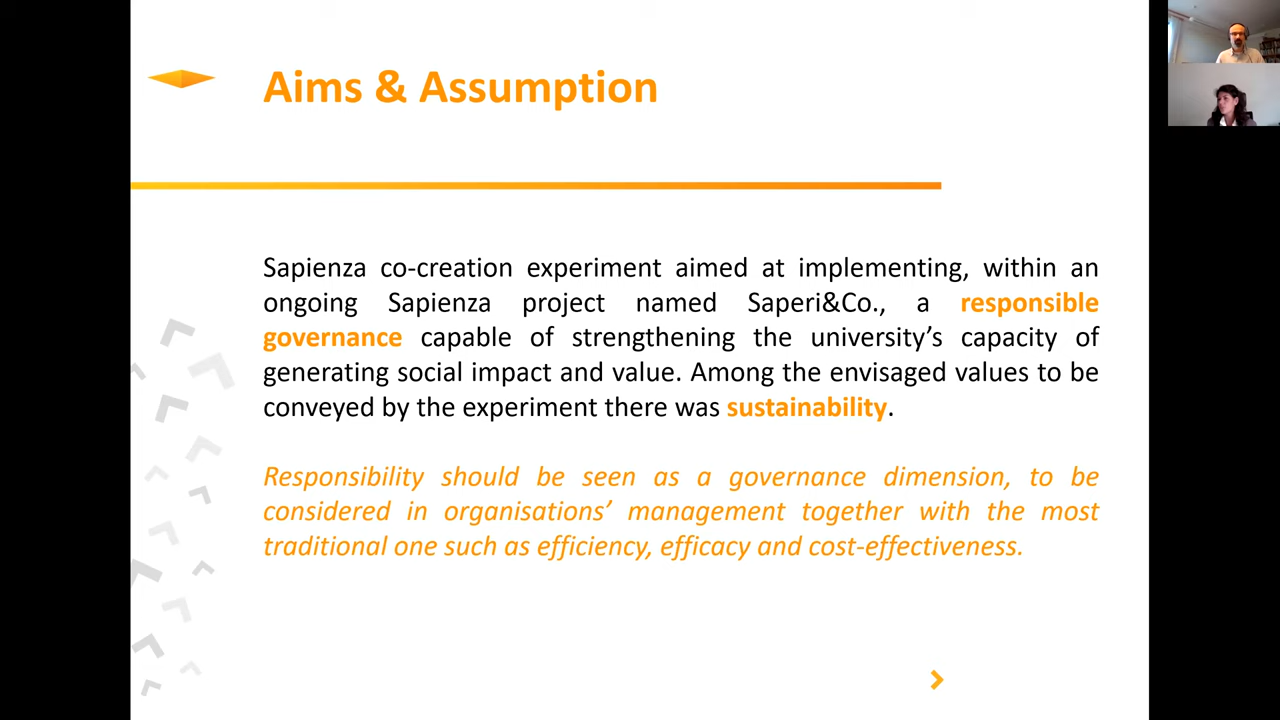 Aims & Assumption
Sapienza co-creation experiment aimed at implementing, within an
ongoing Sapienza project named Saperi&Co., a responsible
governance capable of strengthening the university’s capacity of
generating social impact and value. Among the envisaged values to be
conveyed by the experiment there was sustainability.
Responsibility should be seen as a governance dimension, to be
considered in organisations’ management together with the most
traditional one such as efficiency, efficacy and cost-effectiveness.